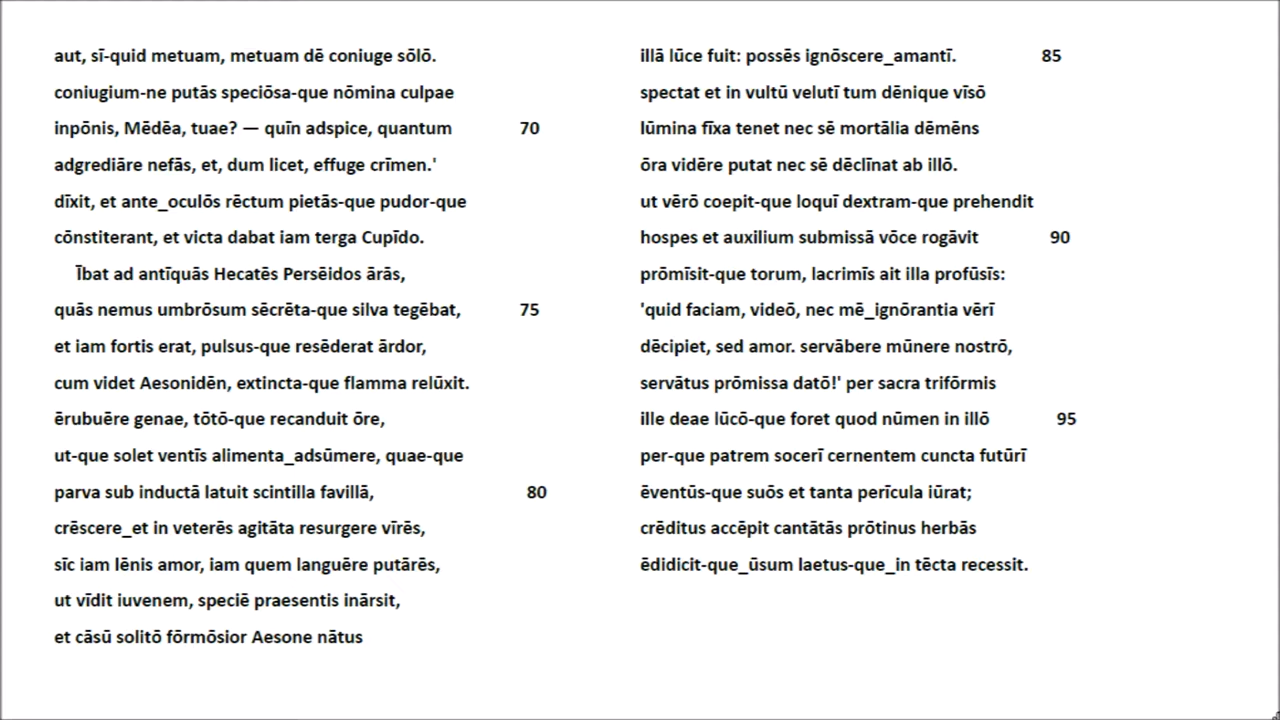 aut, sī-quid metuam, metuam dē coniuge sōlō.
coniugium-ne putās speciōsa-que nōmina culpae
inpōnis, Mēdēa, tuae? — quīn adspice, quantum 70
adgrediāre nefās, et, dum licet, effuge crīmen.'
dīxit, et ante_oculōs rēctum pietās-que pudor-que
cōnstiterant, et victa dabat iam terga Cupīdo.
Ībat ad antīquās Hecatēs Persēidos ārās,
quās nemus umbrōsum sēcrēta-que silva tegēbat, 75
et iam fortis erat, pulsus-que resēderat ārdor,
cum videt Aesonidēn, extincta-que flamma relūxit.
ērubuēre genae, tōtō-que recanduit ōre,
ut-que solet ventīs alimenta_adsūmere, quae-que
parva sub inductā latuit scintilla favillā, 80
crēscere_et in veterēs agitāta resurgere vīrēs,
sīc iam lēnis amor, iam quem languēre putārēs,
ut vīdit iuvenem, speciē praesentis inārsit,
et cāsū solitō fōrmōsior Aesone nātus
illā lūce fuit: possēs ignōscere_amantī. 85
spectat et in vultū velutī tum dēnique vīsō
lūmina fīxa tenet nec sē mortālia dēmēns
ōra vidēre putat nec sē dēclīnat ab illō.
ut vērō coepit-que loquī dextram-que prehendit
hospes et auxilium submissā vōce rogāvit 90
prōmīsit-que torum, lacrimīs ait illa profūsīs:
'quid faciam, videō, nec mē_ignōrantia vērī
dēcipiet, sed amor. servābere mūnere nostrō,
servātus prōmissa datō!' per sacra trifōrmis
ille deae lūcō-que foret quod nūmen in illō 95
per-que patrem socerī cernentem cuncta futūrī
ēventūs-que suōs et tanta perīcula iūrat;
crēditus accēpit cantātās prōtinus herbās
ēdidicit-que_ūsum laetus-que_in tēcta recessit.